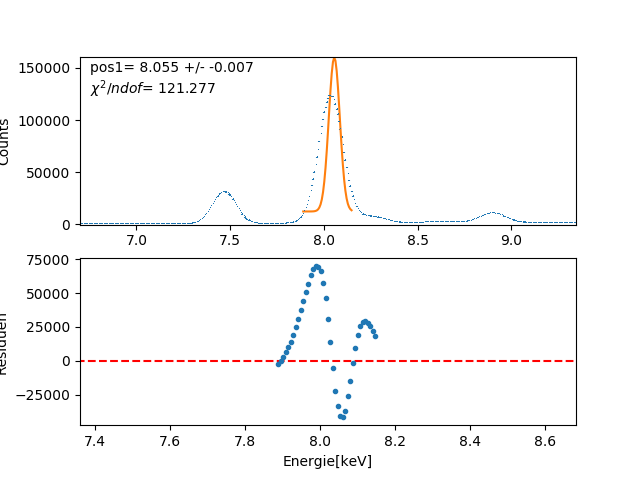 pos1= 8.055 +/- -0.007
χ²/ndof= 121.277
150000
100000
50000
0
Counts
7.0 7.5 8.0 8.5 9.0
75000
50000
25000
0
−25000
Residuen
7.4 7.6 7.8 8.0 8.2 8.4 8.6
Energie[keV]